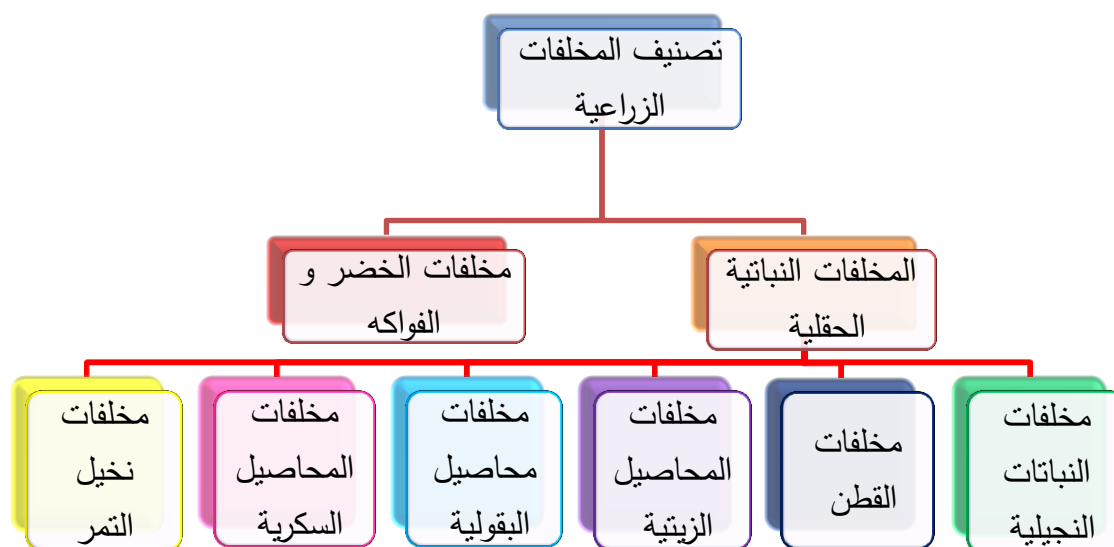 تصنيف المخلفات
الزراعية
المخلفات النباتية
الحقلية
مخلفات الخضر و
الفواكه
مخلفات
النباتات
النجيلية
مخلفات
القطن
مخلفات
المحاصيل
الزيتية
مخلفات
محاصيل
البقولية
مخلفات
المحاصيل
السكرية
مخلفات
نخيل
التمر